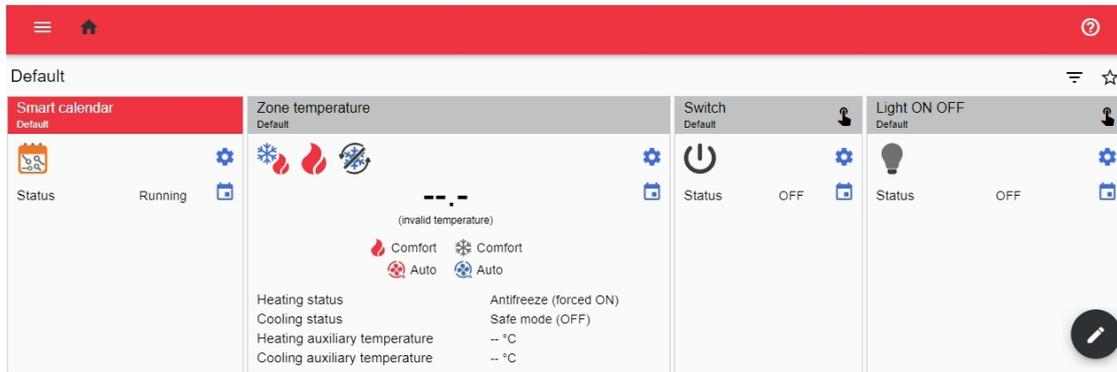 Default
Smart calendar
Default
Status Running
Zone temperature
Default
--.-
(invalid temperature)
Comfort Comfort
Auto Auto
Heating status Antifreeze (forced ON)
Cooling status Safe mode (OFF)
Heating auxiliary temperature -- °C
Cooling auxiliary temperature -- °C
Switch
Default
Status OFF
Light ON OFF
Default
Status OFF